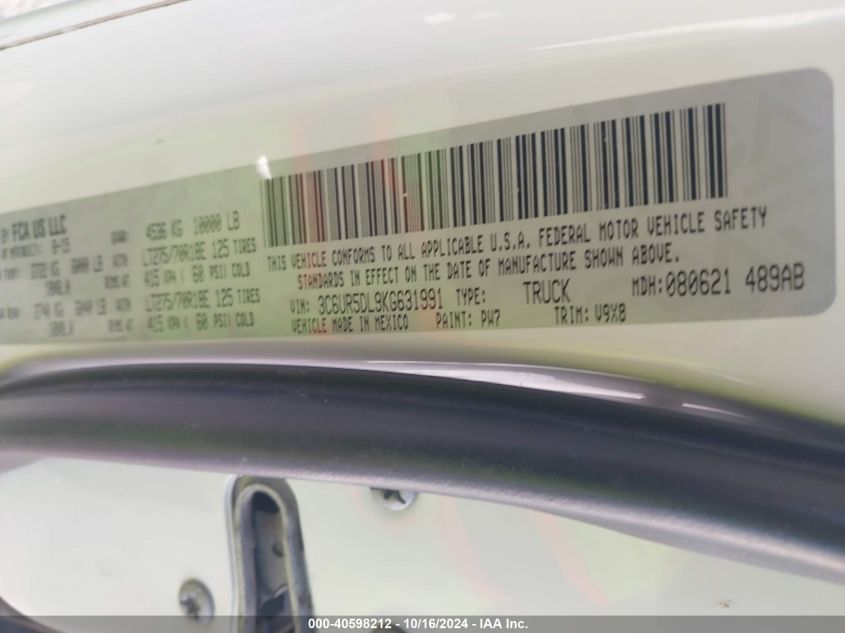 BY FCA US LLC
8-19
GVWR: 4536 KG 10000 LB
LT275/70R18E 125 TIRES
415 KPA ( 60 PSI) COLD
LT275/70R18E 125 TIRES
415 KPA ( 60 PSI) COLD
THIS VEHICLE CONFORMS TO ALL APPLICABLE U.S.A. FEDERAL MOTOR VEHICLE SAFETY
STANDARDS IN EFFECT ON THE DATE OF MANUFACTURE SHOWN ABOVE.
VIN: 3C6UR5DL9KG631991 TYPE: TRUCK MDH: 080621 489AB
VEHICLE MADE IN MEXICO PAINT: PW7 TRIM: V9X8
000-40598212 - 10/16/2024 - IAA Inc.